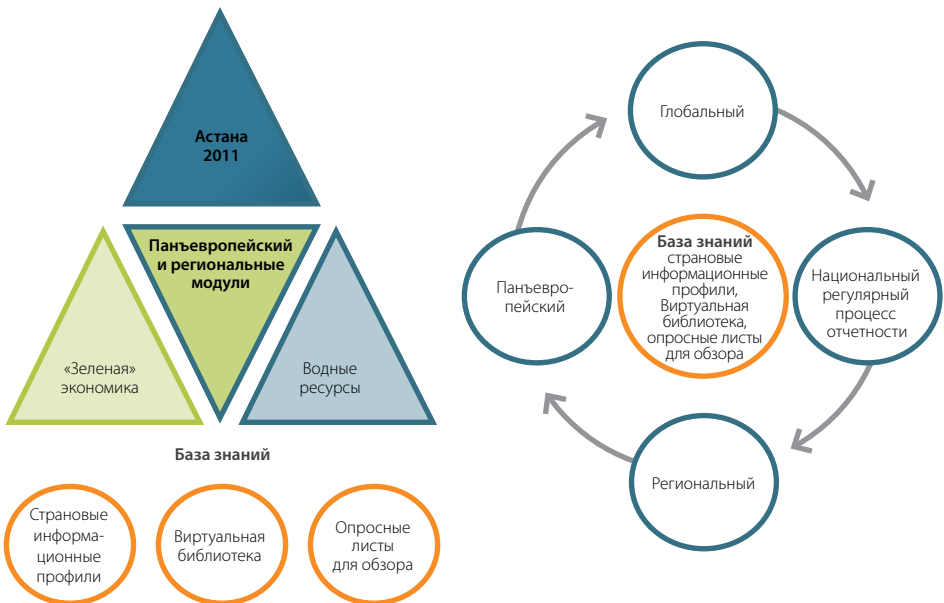 Астана
2011
Панъевропейский
и региональные
модули
«Зеленая»
экономика
Водные
ресурсы
База знаний
Страновые
информа-
ционные
профили
Виртуальная
библиотека
Опросные
листы
для обзора
Глобальный
Панъевро-
пейский
База знаний
страновые
информационные
профили,
Виртуальная
библиотека,
опросные листы
для обзора
Национальный
регулярный
процесс
отчетности
Региональный